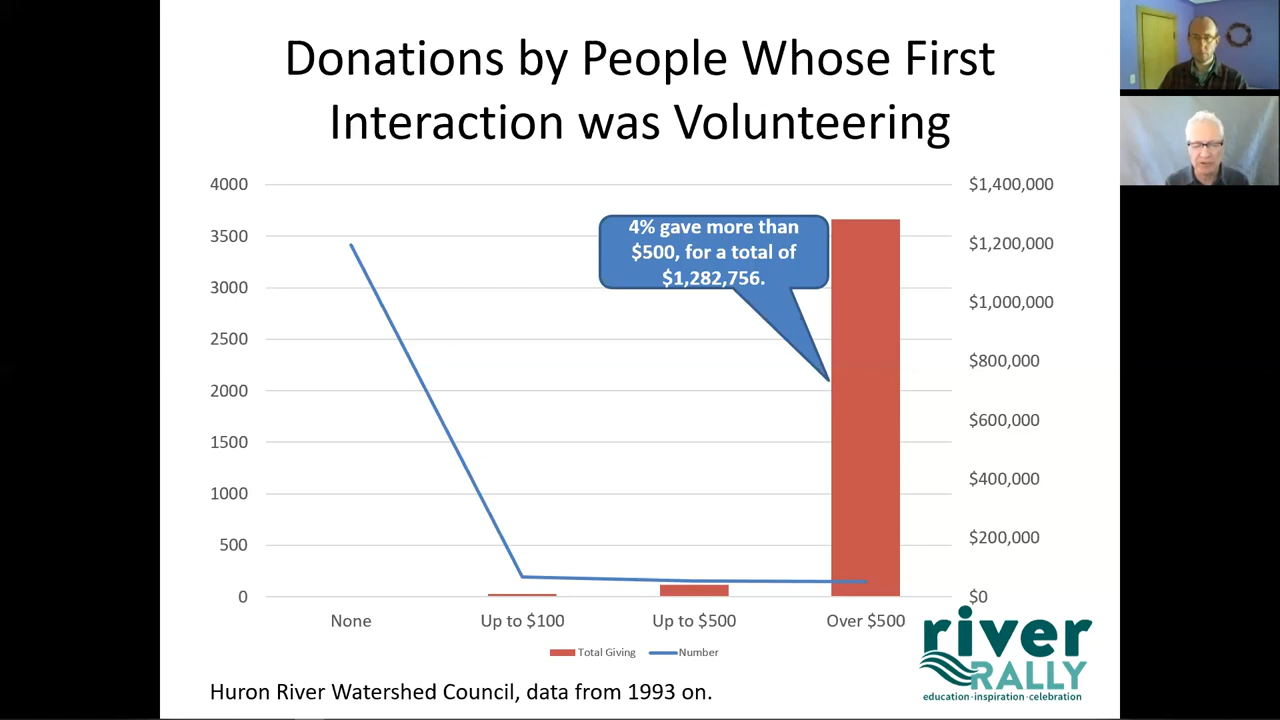 Donations by People Whose First
Interaction was Volunteering
4000
3500
3000
2500
2000
1500
1000
500
0
$1,400,000
$1,200,000
$1,000,000
$800,000
$600,000
$400,000
$200,000
$0
4% gave more than
$500, for a total of
$1,282,756.
None
Up to $100
Up to $500
Over $500
Total Giving
Number
Huron River Watershed Council, data from 1993 on.
river
RALLY
education·inspiration·celebration